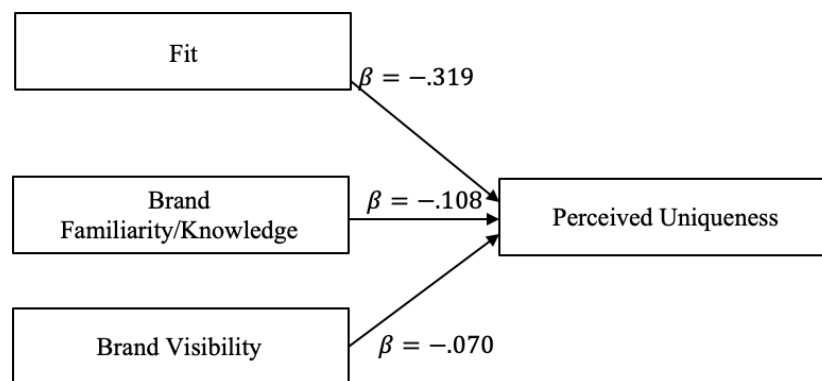 Fit
β = −.319
Brand
Familiarity/Knowledge
β = −.108
Perceived Uniqueness
Brand Visibility
β = −.070